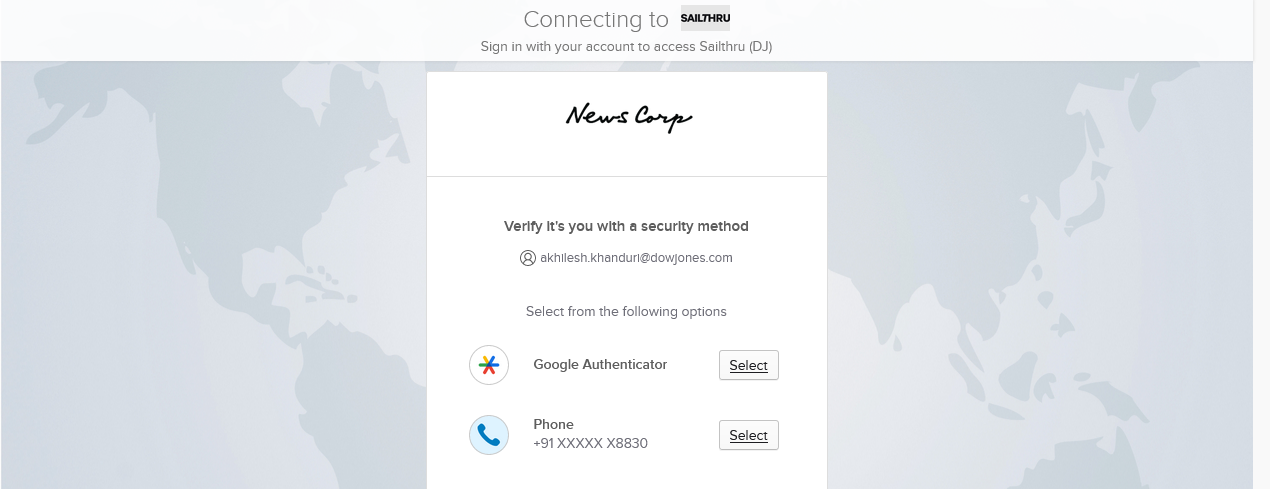 Connecting to SAILTHRU
Sign in with your account to access Sailthru (DJ)
News Corp
Verify it's you with a security method
akhilesh.khanduri@dowjones.com
Select from the following options
Google Authenticator Select
Phone
+91 XXXXX X8830 Select